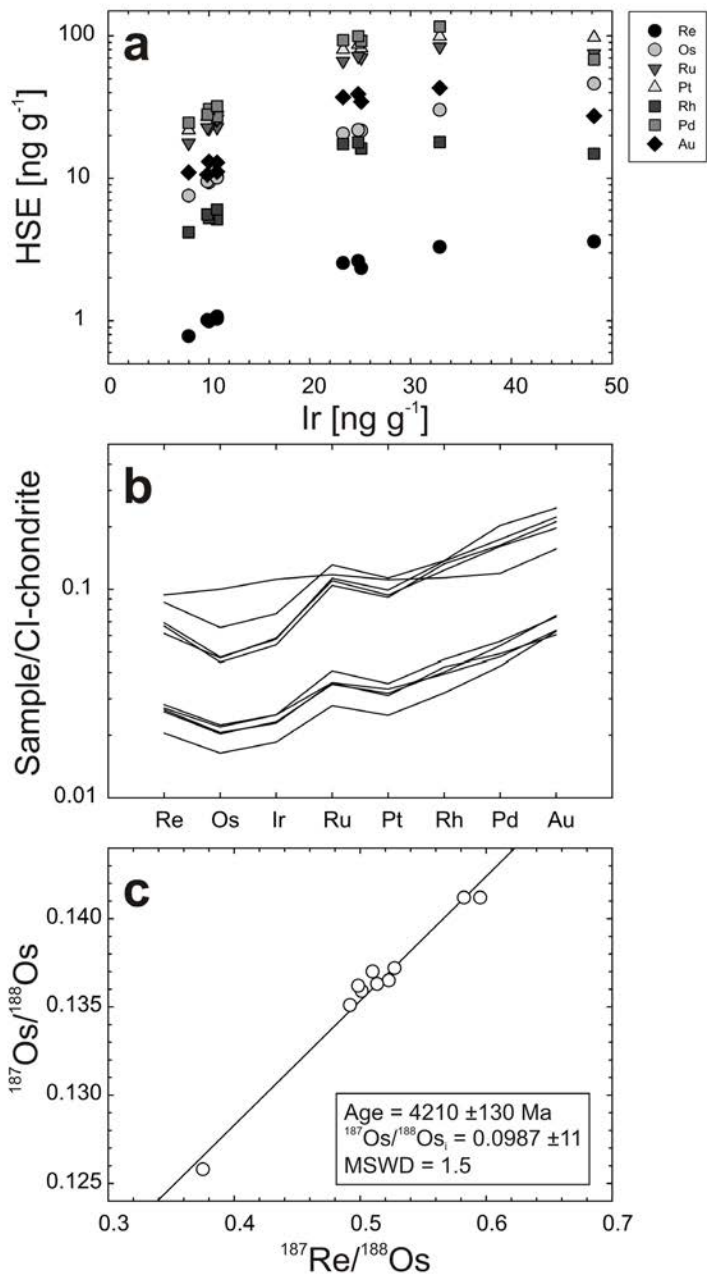 a
HSE [ng g⁻¹]
100
10
1
0 10 20 30 40 50
Ir [ng g⁻¹]
Re
Os
Ru
Pt
Rh
Pd
Au
b
Sample/CI-chondrite
0.1
0.01
Re Os Ir Ru Pt Rh Pd Au
c
¹⁸⁷Os/¹⁸⁸Os
0.140
0.135
0.130
0.125
Age = 4210 ±130 Ma
¹⁸⁷Os/¹⁸⁸Osᵢ = 0.0987 ±11
MSWD = 1.5
0.3 0.4 0.5 0.6 0.7
¹⁸⁷Re/¹⁸⁸Os